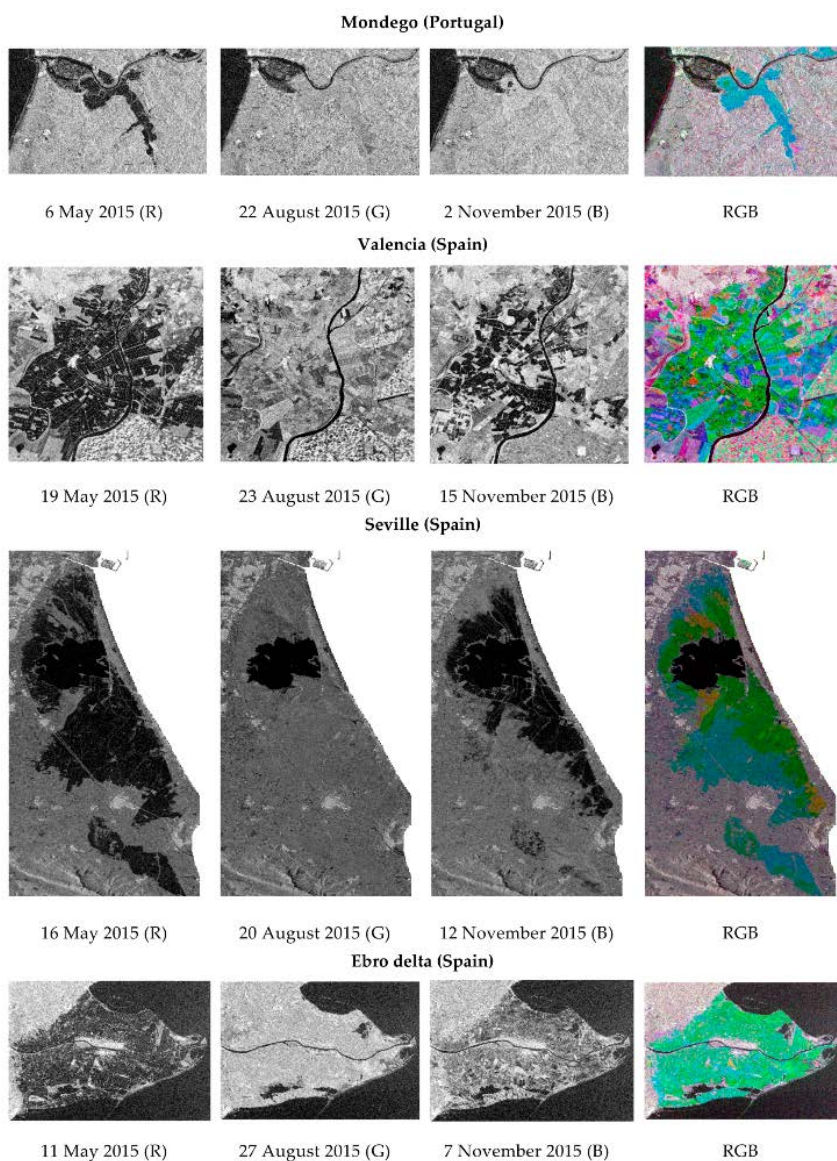 Mondego (Portugal)
6 May 2015 (R) 22 August 2015 (G) 2 November 2015 (B) RGB
Valencia (Spain)
19 May 2015 (R) 23 August 2015 (G) 15 November 2015 (B) RGB
Seville (Spain)
16 May 2015 (R) 20 August 2015 (G) 12 November 2015 (B) RGB
Ebro delta (Spain)
11 May 2015 (R) 27 August 2015 (G) 7 November 2015 (B) RGB